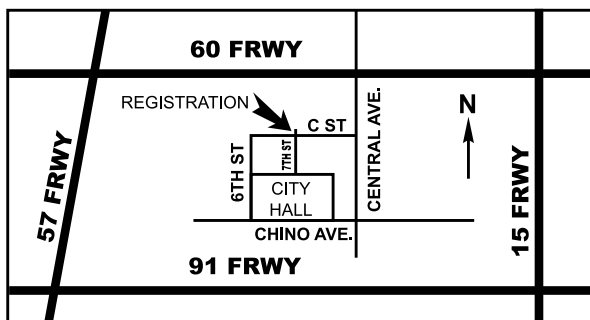 60 FRWY
REGISTRATION
N
C ST
CENTRAL AVE.
7TH ST
6TH ST
CITY
HALL
57 FRWY
15 FRWY
CHINO AVE.
91 FRWY